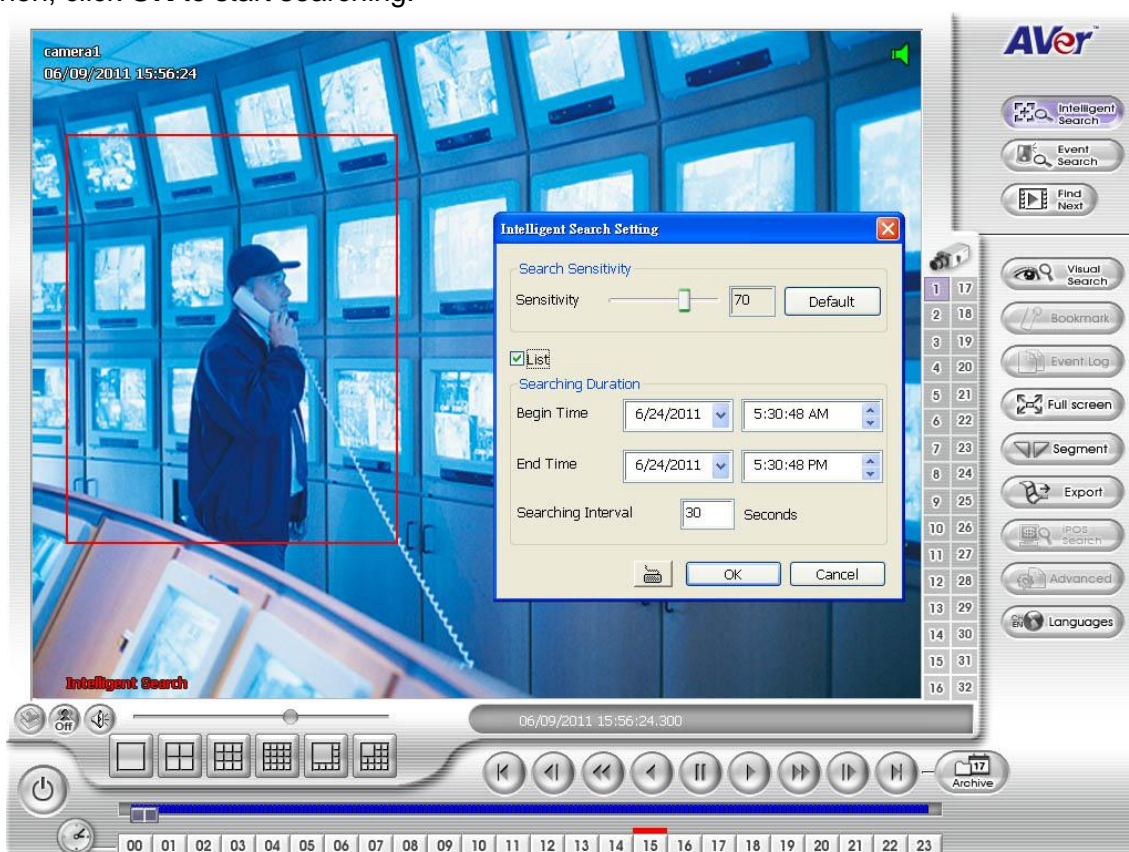 click OK to start searching.
camera1
06/09/2011 15:56:24
AVer™
Intelligent
Search
Event
Search
Find
Next
Intelligent Search Setting
Search Sensitivity
Sensitivity 70 Default
List
Searching Duration
Begin Time 6/24/2011 5:30:48 AM
End Time 6/24/2011 5:30:48 PM
Searching Interval 30 Seconds
OK Cancel
1 17
2 18
3 19
4 20
5 21
6 22
7 23
8 24
9 25
10 26
11 27
12 28
13 29
14 30
15 31
16 32
Visual
Search
Bookmark
Event Log
Full screen
Segment
Export
iPOS
Search
Advanced
CH
EN
Languages
Intelligent Search
Off
06/09/2011 15:56:24.300
17
Archive
00 01 02 03 04 05 06 07 08 09 10 11 12 13 14 15 16 17 18 19 20 21 22 23